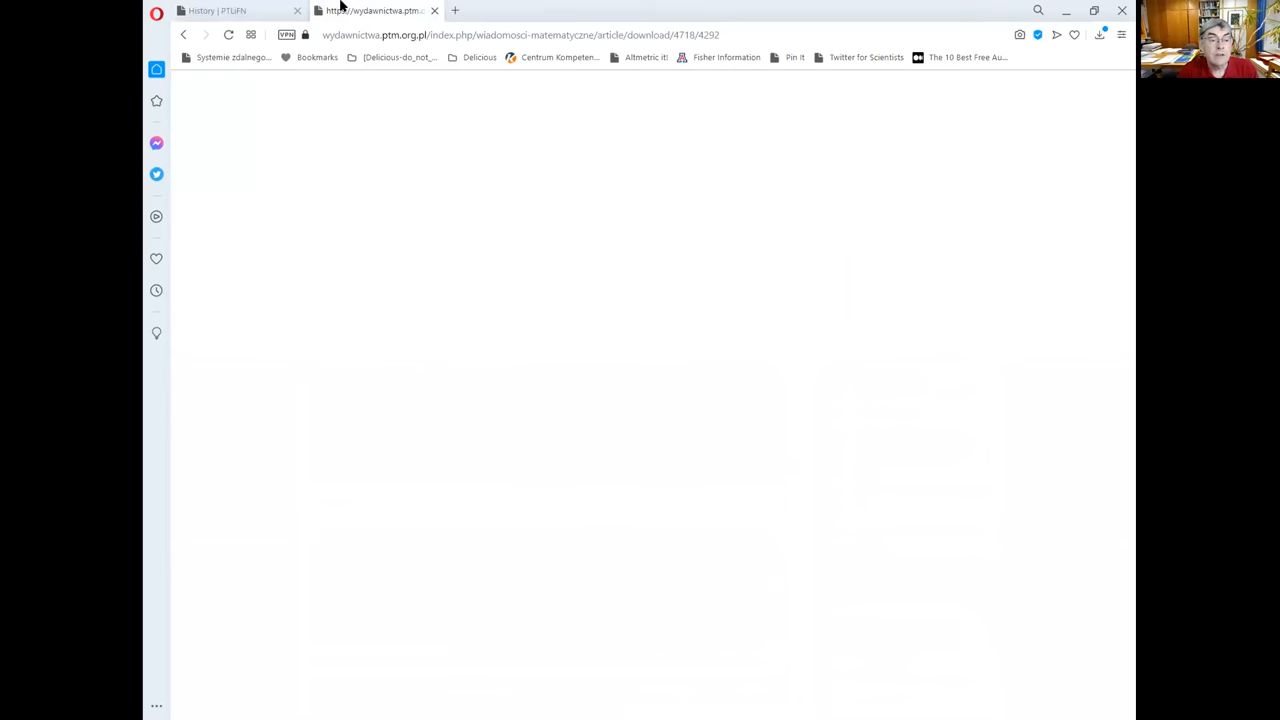 History | PTLiFN
https://wydawnictwa.ptm.c
VPN
wydawnictwa.ptm.org.pl/index.php/wiadomosci-matematyczne/article/download/4718/4292
Systemie zdalnego...
Bookmarks
[Delicious-do_not_...
Delicious
Centrum Kompeten...
Altmetric it!
Fisher Information
Pin It
Twitter for Scientists
The 10 Best Free Au...